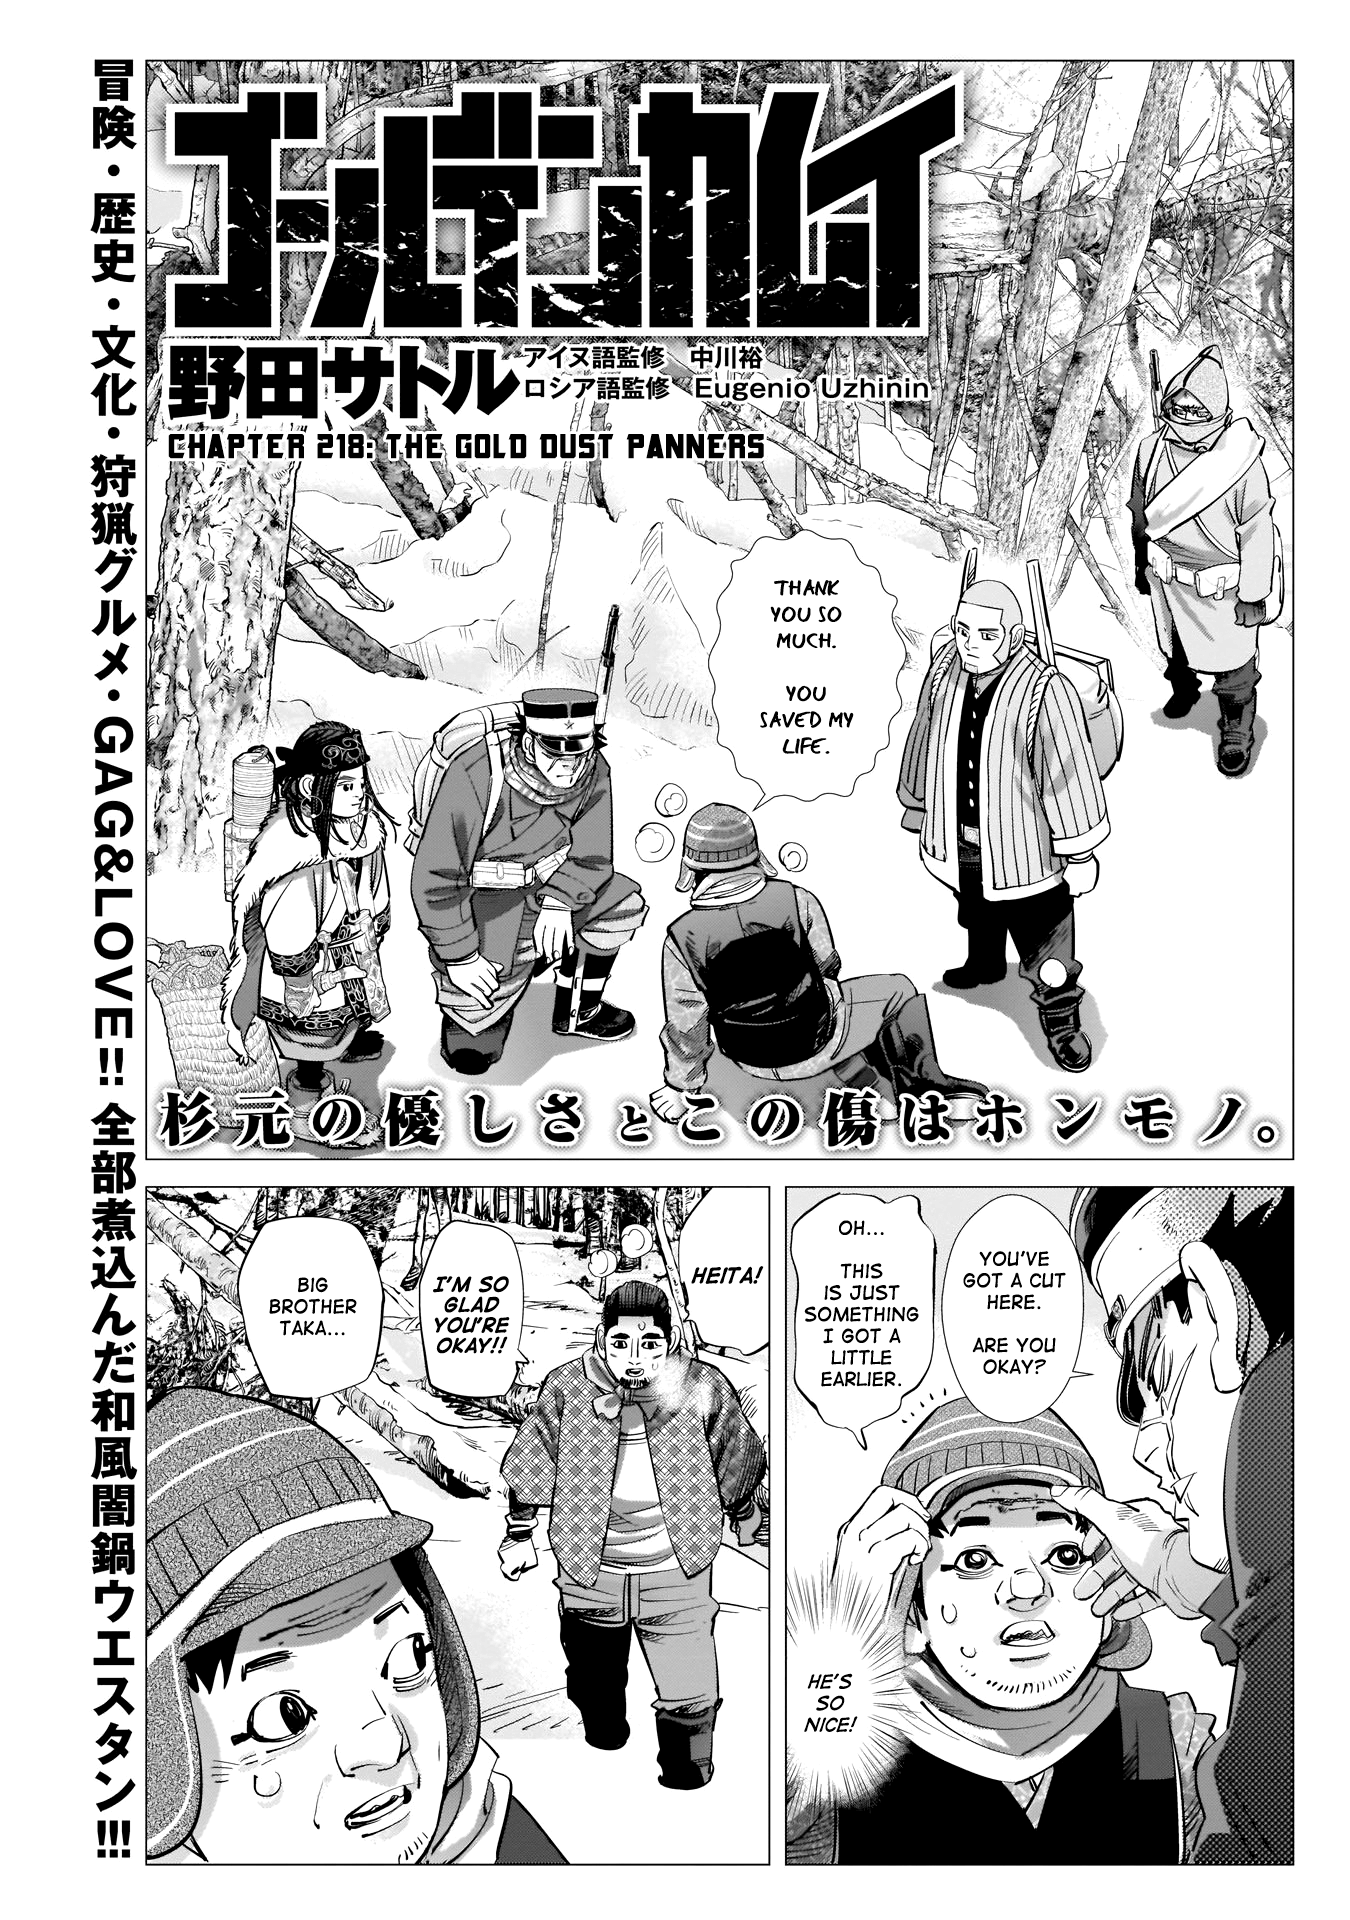 冒険・歴史・文化・狩猟グルメ・GAG&LOVE!! 全部煮込んだ和風闇鍋ウエスタン!!!
ゴールデンカムイ
野田サトル
アイヌ語監修 中川裕
ロシア語監修 Eugenio Uzhinin
CHAPTER 218: THE GOLD DUST PANNERS
THANK
YOU SO
MUCH.
YOU
SAVED MY
LIFE.
杉元の優しさとこの傷はホンモノ。
YOU'VE
GOT A CUT
HERE.
ARE YOU
OKAY?
OH...
THIS
IS JUST
SOMETHING
I GOT A
LITTLE
EARLIER.
HE'S
SO
NICE!
HEITA!
I'M SO
GLAD
YOU'RE
OKAY!!
BIG
BROTHER
TAKA...